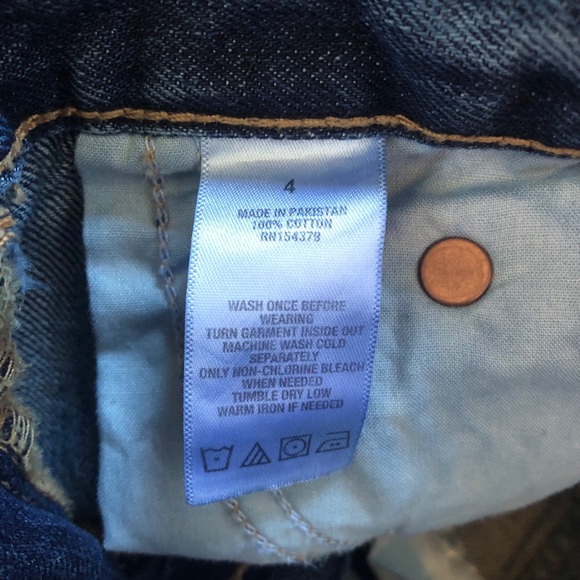 4
MADE IN PAKISTAN
100% COTTON
RN154379
WASH ONCE BEFORE
WEARING
TURN GARMENT INSIDE OUT
MACHINE WASH COLD
SEPARATELY
ONLY NON-CHLORINE BLEACH
WHEN NEEDED
TUMBLE DRY LOW
WARM IRON IF NEEDED